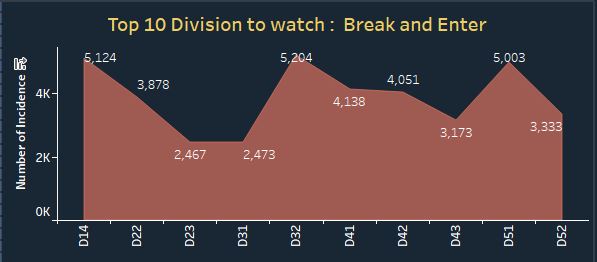 Top 10 Division to watch :  Break and Enter
Number of Incidence
4K
2K
0K
5,124
3,878
2,467
2,473
5,204
4,138
4,051
3,173
5,003
3,333
D14
D22
D23
D31
D32
D41
D42
D43
D51
D52